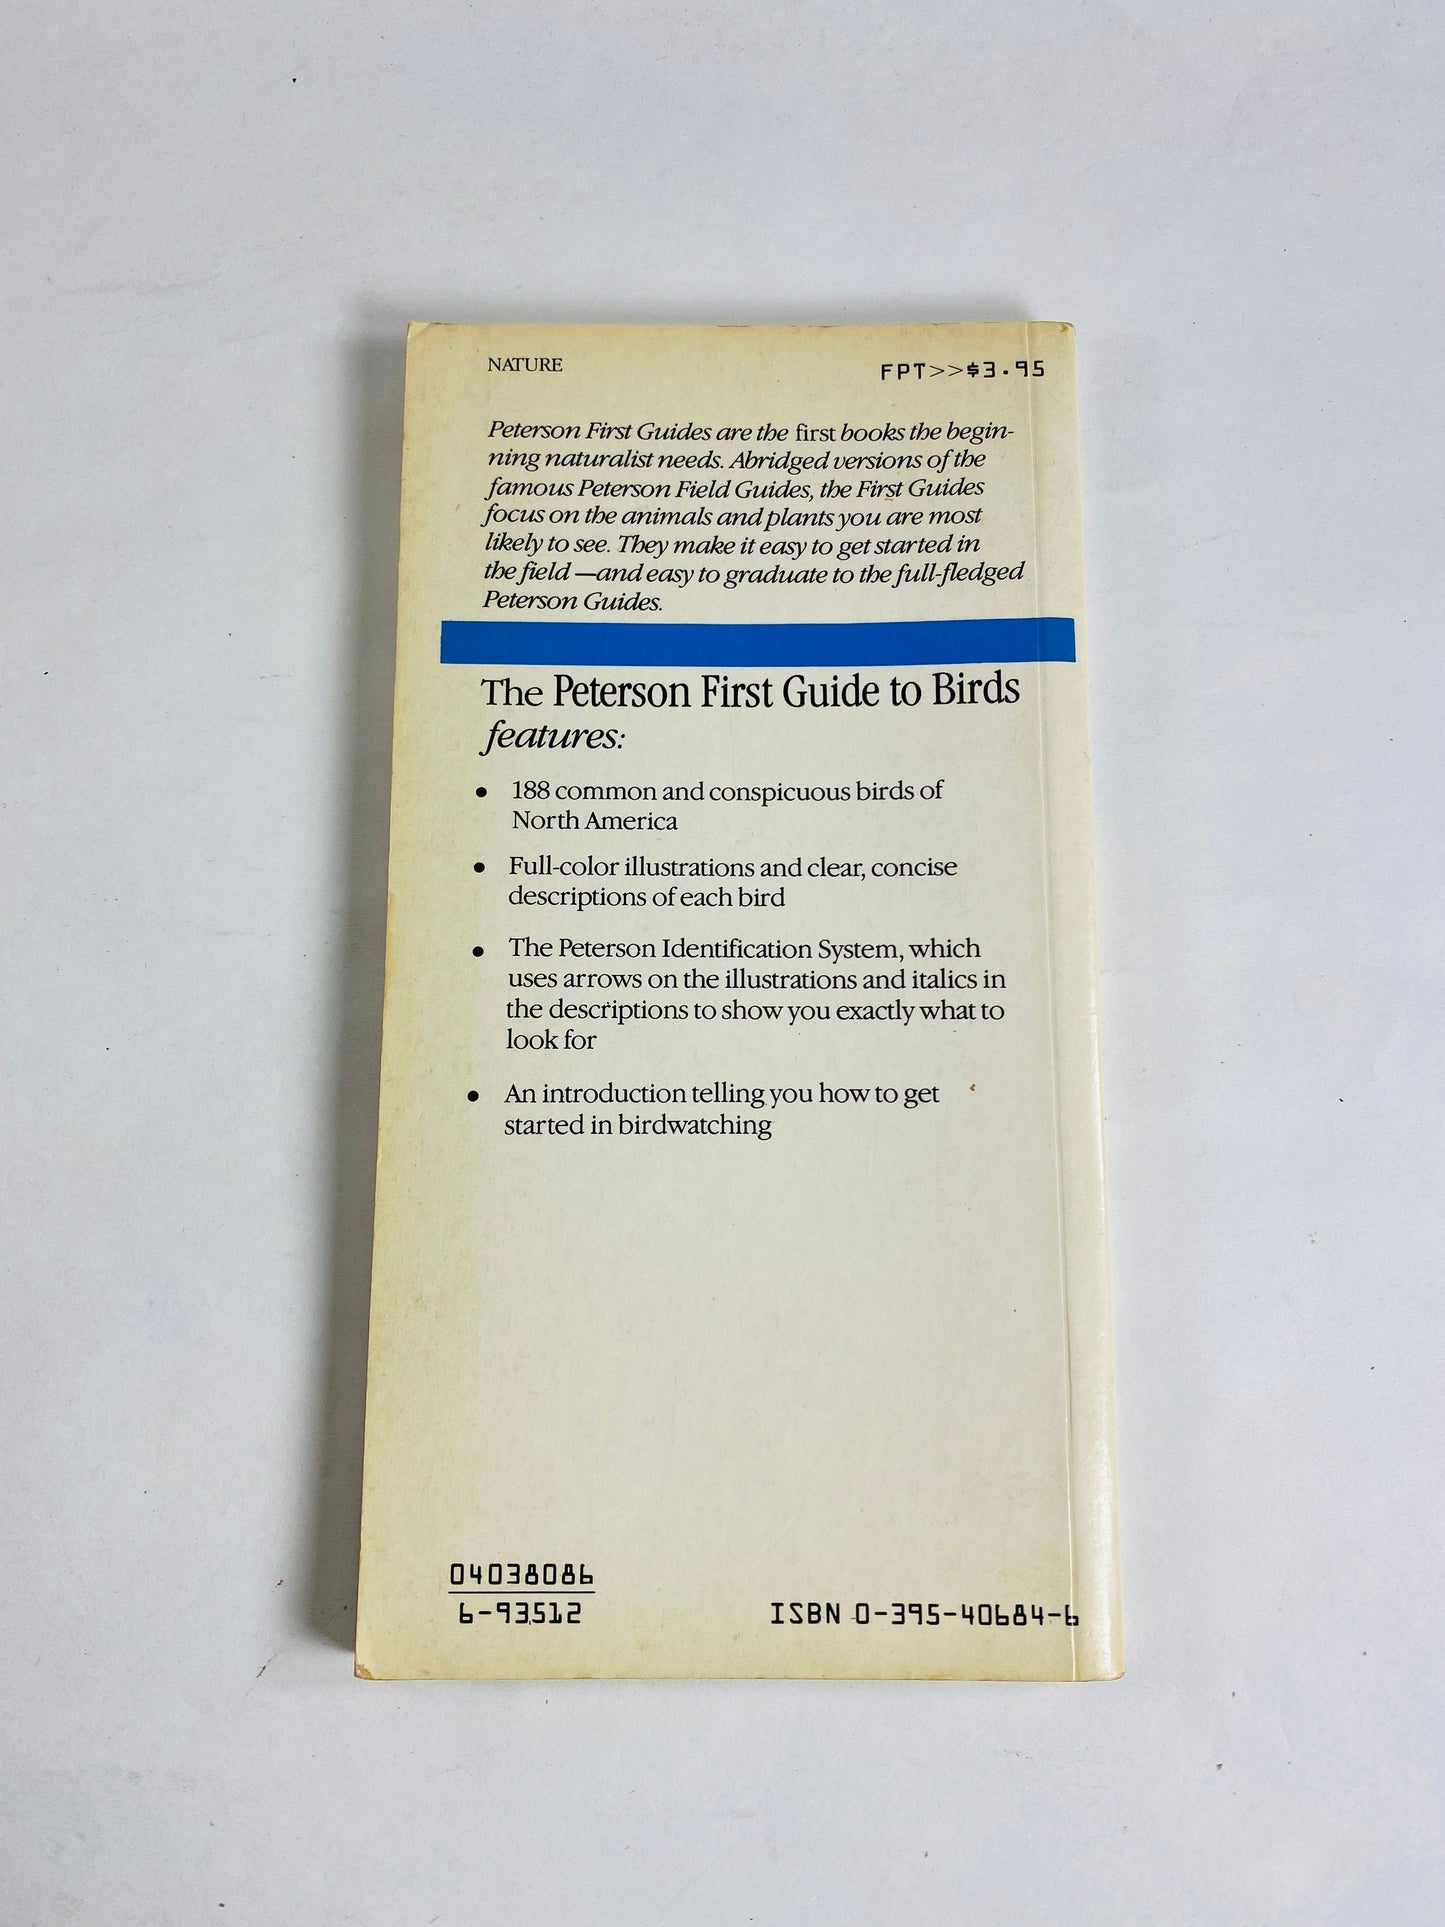 NATURE
FPT>>$3.95
Peterson First Guides are the first books the begin-
ning naturalist needs. Abridged versions of the
famous Peterson Field Guides, the First Guides
focus on the animals and plants you are most
likely to see. They make it easy to get started in
the field —and easy to graduate to the full-fledged
Peterson Guides.
The Peterson First Guide to Birds
features:
• 188 common and conspicuous birds of
North America
• Full-color illustrations and clear, concise
descriptions of each bird
• The Peterson Identification System, which
uses arrows on the illustrations and italics in
the descriptions to show you exactly what to
look for
• An introduction telling you how to get
started in birdwatching
04038086
6-93512
ISBN 0-395-40684-6